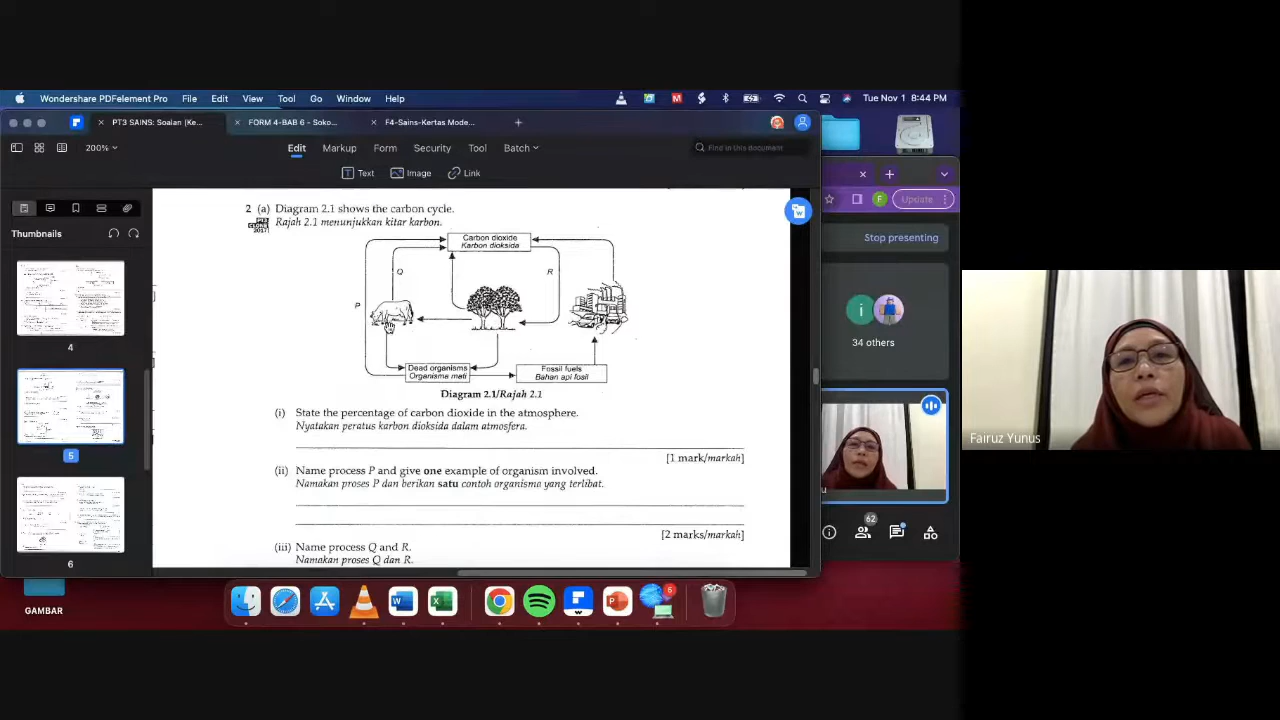 Wondershare PDFelement Pro File Edit View Tool Go Window Help Tue Nov 1 8:44 PM
PT3 SAINS: Soalan (Ke... FORM 4-BAB 6 - Soko... F4-Sains-Kertas Mode...
200% Edit Markup Form Security Tool Batch Find in this document
Text Image Link
Update
Stop presenting
Thumbnails
4
5
6
2 (a) Diagram 2.1 shows the carbon cycle.
Rajah 2.1 menunjukkan kitar karbon.
Carbon dioxide
Karbon dioksida
Q
R
P
Dead organisms
Organisma mati
Fossil fuels
Bahan api fosil
Diagram 2.1/Rajah 2.1
(i) State the percentage of carbon dioxide in the atmosphere.
Nyatakan peratus karbon dioksida dalam atmosfera.
[1 mark/markah]
(ii) Name process P and give one example of organism involved.
Namakan proses P dan berikan satu contoh organisma yang terlibat.
[2 marks/markah]
(iii) Name process Q and R.
Namakan proses Q dan R.
i
34 others
u
62
F
Fairuz Yunus
GAMBAR
W
X
P
6